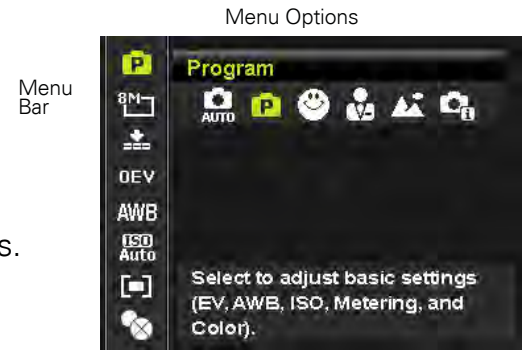 Menu Options
Menu
Bar
P
Program
8M
AUTO P i
0EV
AWB
ISO
Auto
s.
Select to adjust basic settings
(EV, AWB, ISO, Metering, and
Color).